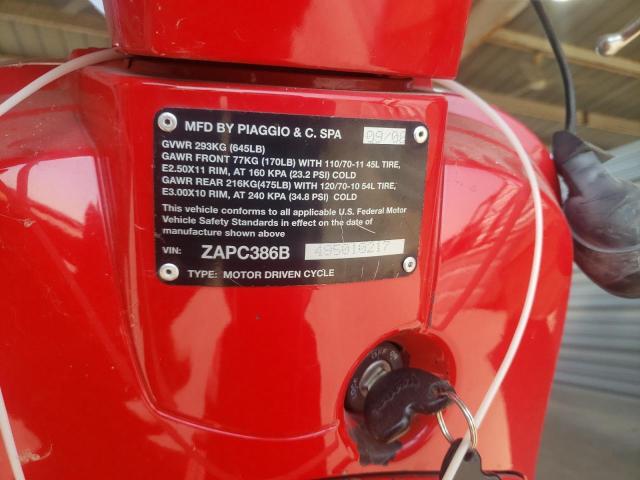 MFD BY PIAGGIO & C. SPA 09/08
GVWR 293KG (645LB)
GAWR FRONT 77KG (170LB) WITH 110/70-11 45L TIRE,
E2.50X11 RIM, AT 160 KPA (23.2 PSI) COLD
GAWR REAR 216KG(475LB) WITH 120/70-10 54L TIRE,
E3.00X10 RIM, AT 240 KPA (34.8 PSI) COLD
This vehicle conforms to all applicable U.S. Federal Motor
Vehicle Safety Standards in effect on the date of
manufacture shown above
VIN: ZAPC386B 485010217
TYPE: MOTOR DRIVEN CYCLE